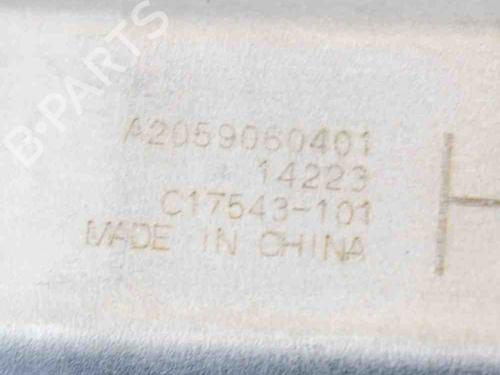 B-PARTS
A2059060401
14223
C17543-101
MADE IN CHINA